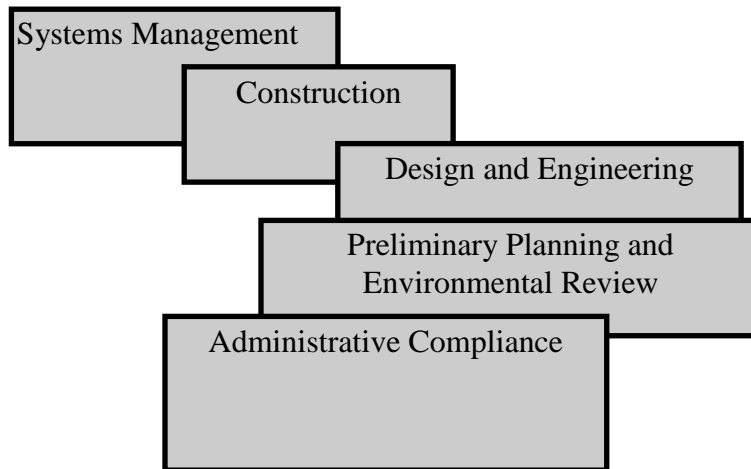 Systems Management
Construction
Design and Engineering
Preliminary Planning and
Environmental Review
Administrative Compliance